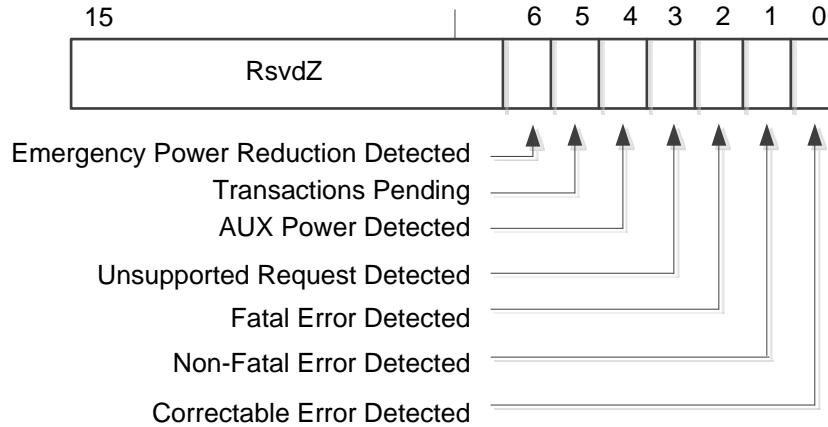 15 6 5 4 3 2 1 0
RsvdZ
Emergency Power Reduction Detected
Transactions Pending
AUX Power Detected
Unsupported Request Detected
Fatal Error Detected
Non-Fatal Error Detected
Correctable Error Detected